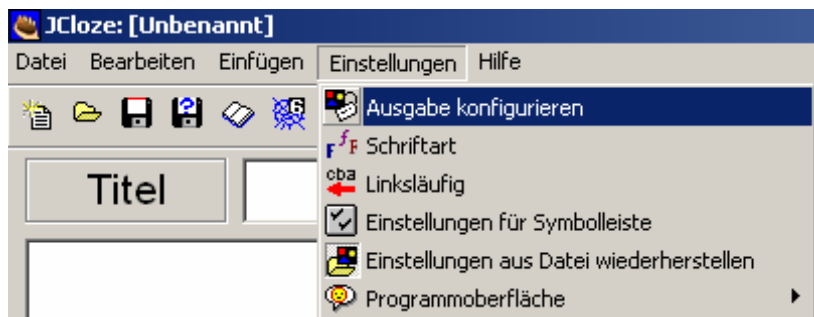 JCloze: [Unbenannt]
Datei Bearbeiten Einfügen Einstellungen Hilfe
6
Ausgabe konfigurieren
F f F Schriftart
Titel
cba Linksläufig
Einstellungen für Symbolleiste
Einstellungen aus Datei wiederherstellen
Programmoberfläche